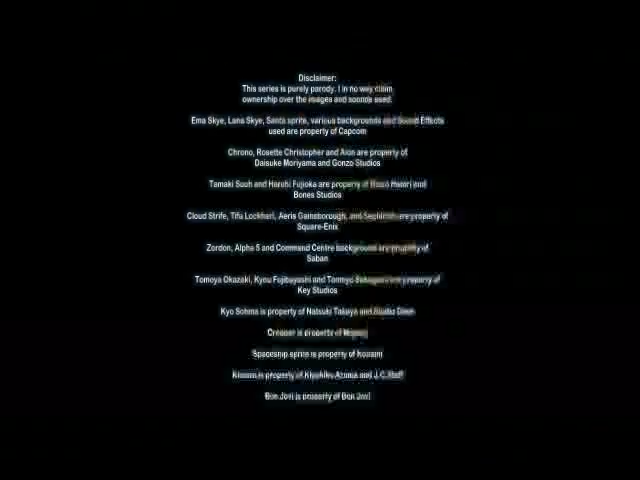 Disclaimer:
This series is purely parody. I in no way claim
ownership over the images and sounds used.
Ema Skye, Lana Skye, Santa sprite, various backgrounds and Sound Effects
used are property of Capcom
Chrono, Rosette Christopher and Aion are property of
Daisuke Moriyama and Gonzo Studios
Tamaki Suoh and Haruhi Fujioka are property of Bisco Hatori and
Bones Studios
Cloud Strife, Tifa Lockhart, Aeris Gainsborough, and Sephiroth are property of
Square-Enix
Zordon, Alpha 5 and Command Centre background are property of
Saban
Tomoya Okazaki, Kyou Fujibayashi and Tomoyo Sakagami are property of
Key Studios
Kyo Sohma is property of Natsuki Takaya and Studio Deen
Creeper is property of Mojang
Spaceship sprite is property of Konami
is property of Kiyohiko Azuma and J.C. Staff
Bon Jovi is property of Bon Jovi